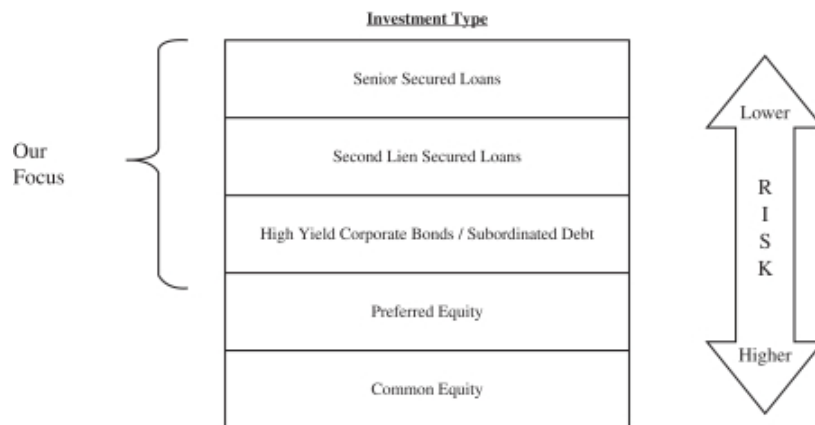 Investment Type
Senior Secured Loans
Lower
Our
Focus
Second Lien Secured Loans
R
I
S
K
High Yield Corporate Bonds / Subordinated Debt
Preferred Equity
Higher
Common Equity